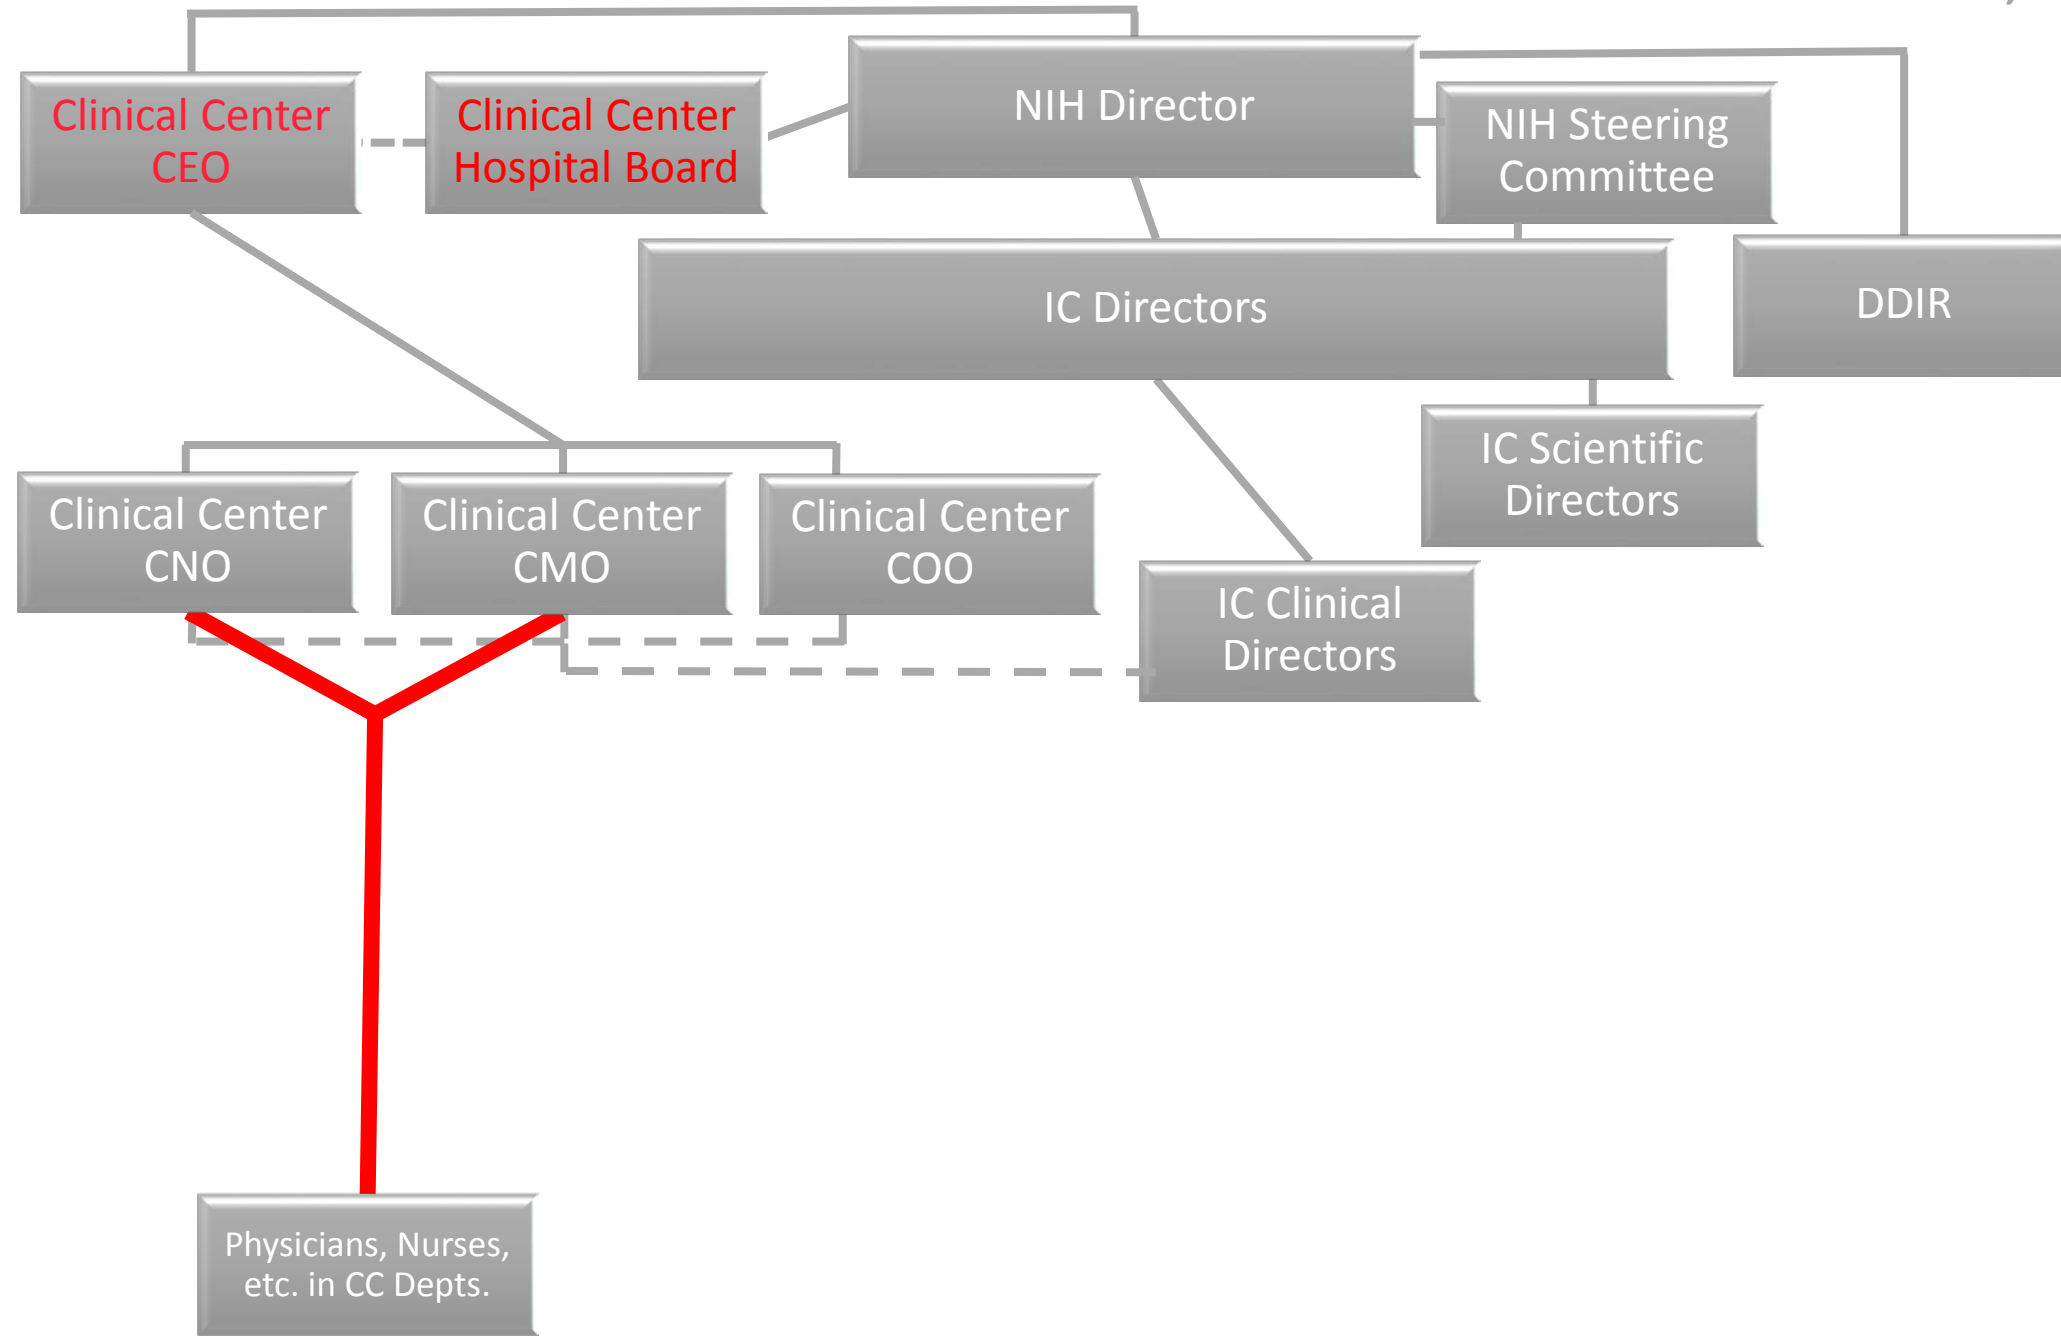 Clinical Center
CEO
Clinical Center
Hospital Board
NIH Director
NIH Steering
Committee
IC Directors
DDIR
IC Scientific
Directors
Clinical Center
CNO
Clinical Center
CMO
Clinical Center
COO
IC Clinical
Directors
Physicians, Nurses,
etc. in CC Depts.